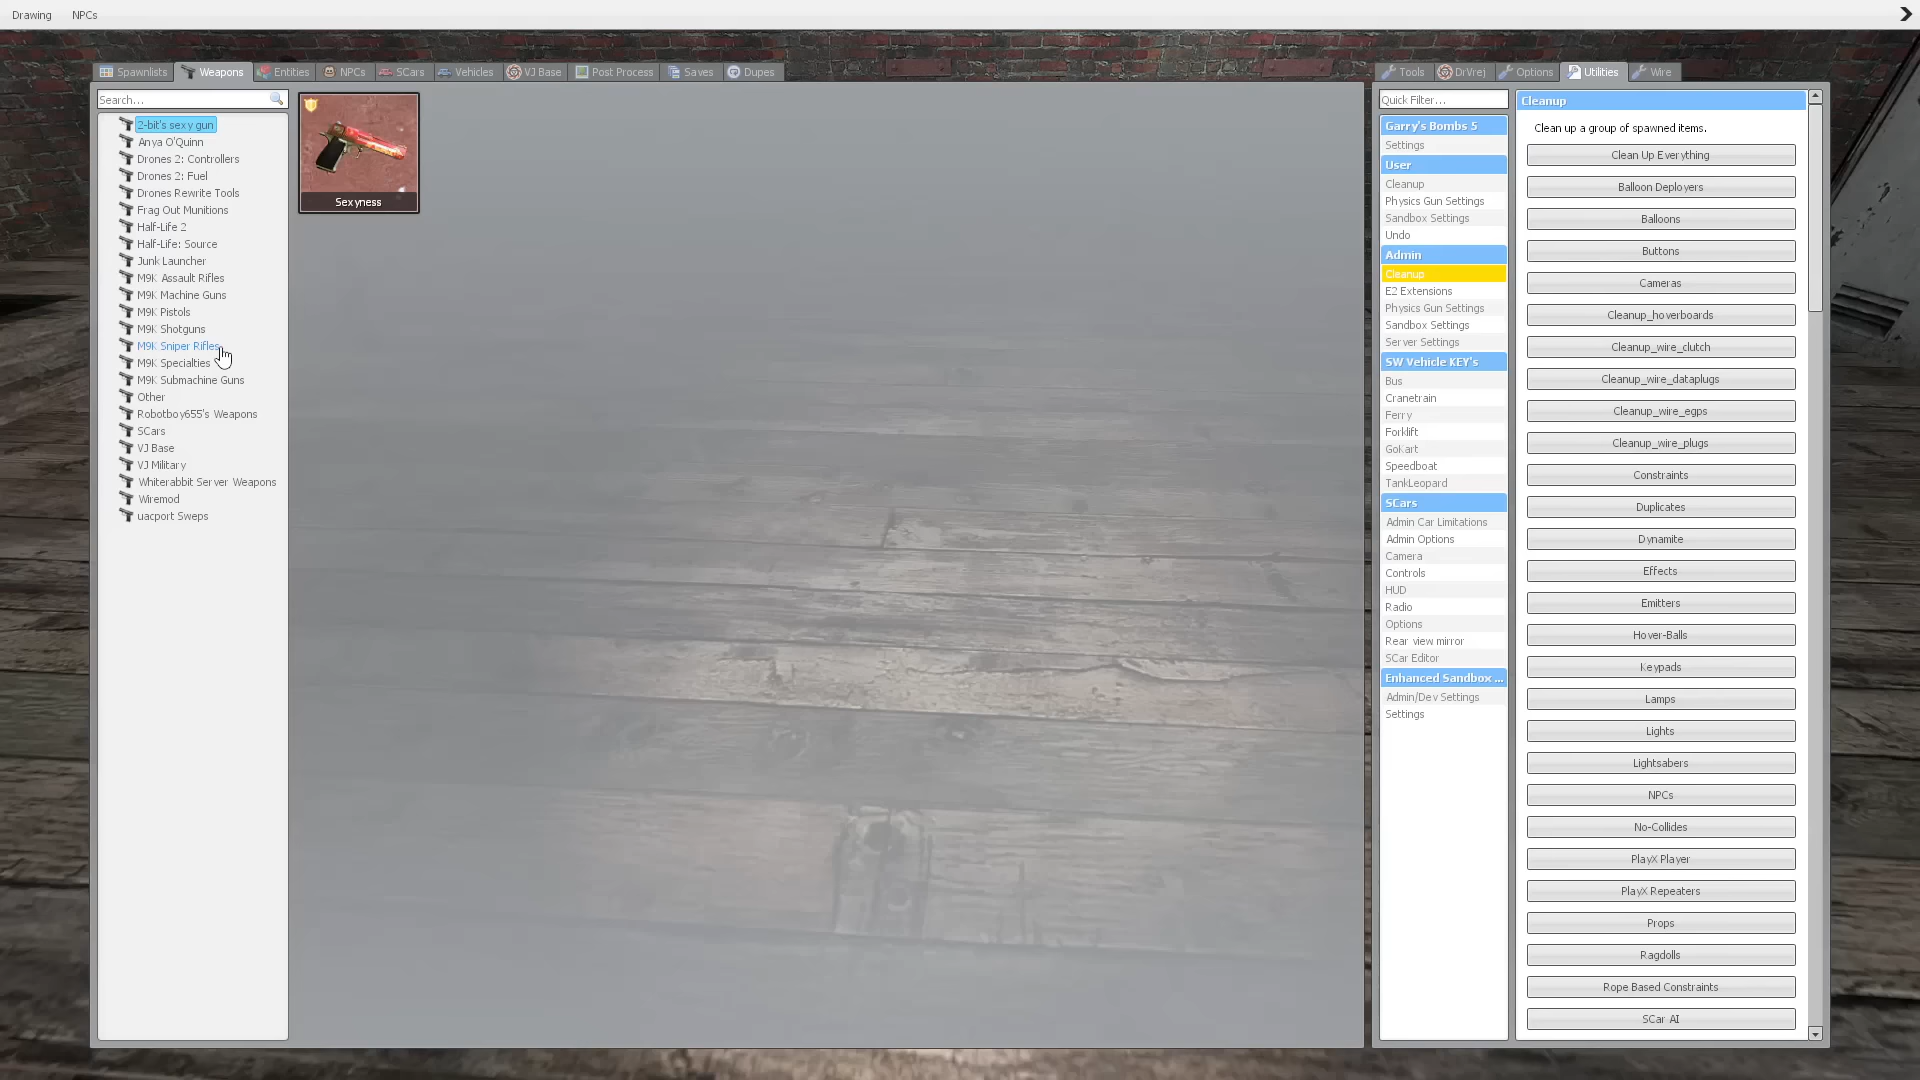 Drawing NPCs
Spawnlists Weapons Entities NPCs SCars Vehicles VJ Base Post Process Saves Dupes
Search...
2-bit's sexy gun
Anya O'Quinn
Drones 2: Controllers
Drones 2: Fuel
Drones Rewrite Tools
Frag Out Munitions
Half-Life 2
Half-Life: Source
Junk Launcher
M9K Assault Rifles
M9K Machine Guns
M9K Pistols
M9K Shotguns
M9K Sniper Rifles
M9K Specialties
M9K Submachine Guns
Other
Robotboy655's Weapons
SCars
VJ Base
VJ Military
Whiterabbit Server Weapons
Wiremod
uacport Sweps
Sexyness
Tools DrVrej Options Utilities Wire
Quick Filter...
Garry's Bombs 5
Settings
User
Cleanup
Physics Gun Settings
Sandbox Settings
Undo
Admin
Cleanup
E2 Extensions
Physics Gun Settings
Sandbox Settings
Server Settings
SW Vehicle KEY's
Bus
Cranetrain
Ferry
Forklift
GoKart
Speedboat
TankLeopard
SCars
Admin Car Limitations
Admin Options
Camera
Controls
HUD
Radio
Options
Rear view mirror
SCar Editor
Enhanced Sandbox ...
Admin/Dev Settings
Settings
Cleanup
Clean up a group of spawned items.
Clean Up Everything
Balloon Deployers
Balloons
Buttons
Cameras
Cleanup_hoverboards
Cleanup_wire_clutch
Cleanup_wire_dataplugs
Cleanup_wire_egps
Cleanup_wire_plugs
Constraints
Duplicates
Dynamite
Effects
Emitters
Hover-Balls
Keypads
Lamps
Lights
Lightsabers
NPCs
No-Collides
PlayX Player
PlayX Repeaters
Props
Ragdolls
Rope Based Constraints
SCar AI